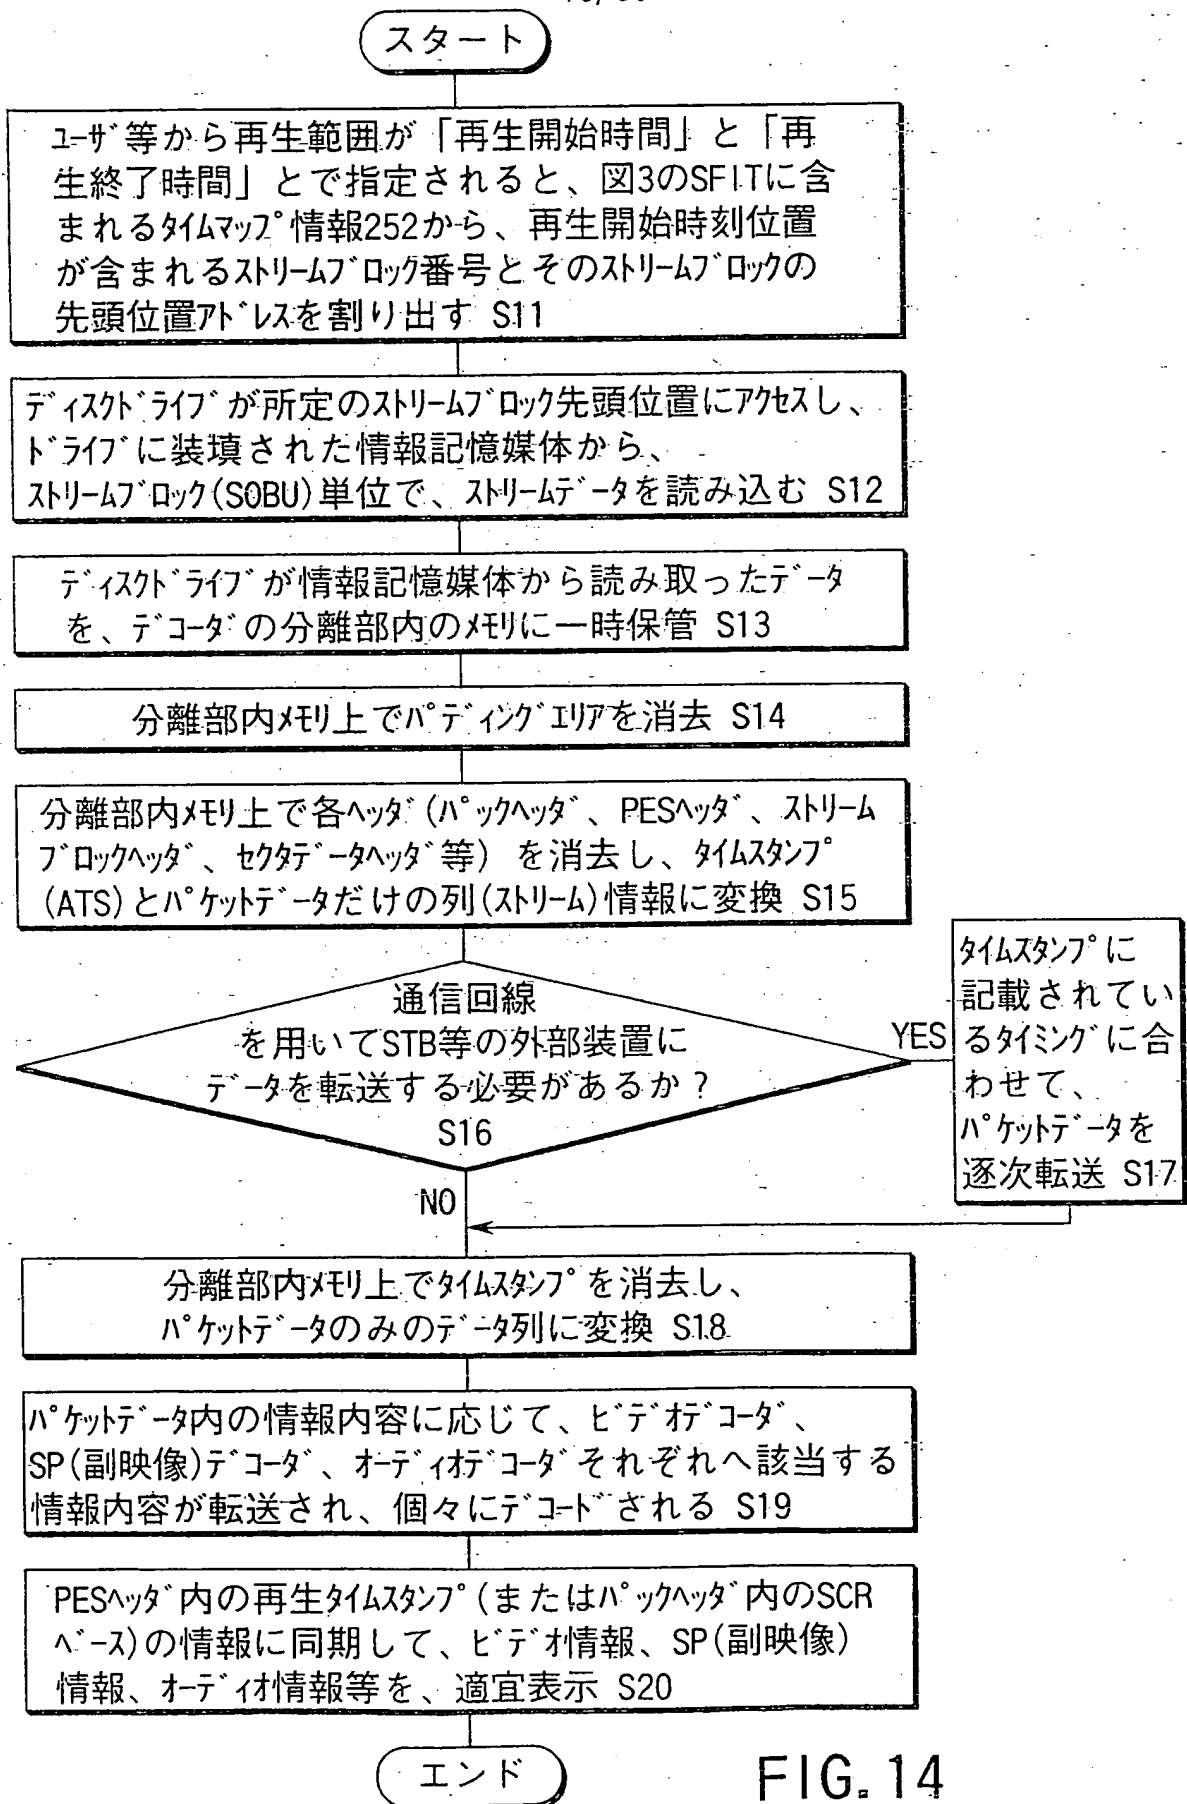 スタート
ユーザ等から再生範囲が「再生開始時間」と「再
生終了時間」とで指定されると、図3のSFITに含
まれるタイムマップ情報252から、再生開始時刻位置
が含まれるストリームブロック番号とそのストリームブロックの
先頭位置アドレスを割り出す S11
ディスクドライブが所定のストリームブロック先頭位置にアクセスし、
ドライブに装填された情報記憶媒体から、
ストリームブロック(SOBU)単位で、ストリームデータを読み込む S12
ディスクドライブが情報記憶媒体から読み取ったデータ
を、デコーダの分離部内のメモリに一時保管 S13
分離部内メモリ上でパディングエリアを消去 S14
分離部内メモリ上で各ヘッダ(パックヘッダ、PESヘッダ、ストリーム
ブロックヘッダ、セクタデータヘッダ等)を消去し、タイムスタンプ
(ATS)とパケットデータだけの列(ストリーム)情報に変換 S15
通信回線
を用いてSTB等の外部装置に
データを転送する必要があるか?
S16
YES
タイムスタンプに
記載されてい
るタイミングに合
わせて、
パケットデータを
逐次転送 S17
NO
分離部内メモリ上でタイムスタンプを消去し、
パケットデータのみのデータ列に変換 S18
パケットデータ内の情報内容に応じて、ビデオデコーダ、
SP(副映像)デコーダ、オーディオデコーダそれぞれへ該当する
情報内容が転送され、個々にデコードされる S19
PESヘッダ内の再生タイムスタンプ(またはパックヘッダ内のSCR
ベース)の情報に同期して、ビデオ情報、SP(副映像)
情報、オーディオ情報等を、適宜表示 S20
エンド
FIG. 14